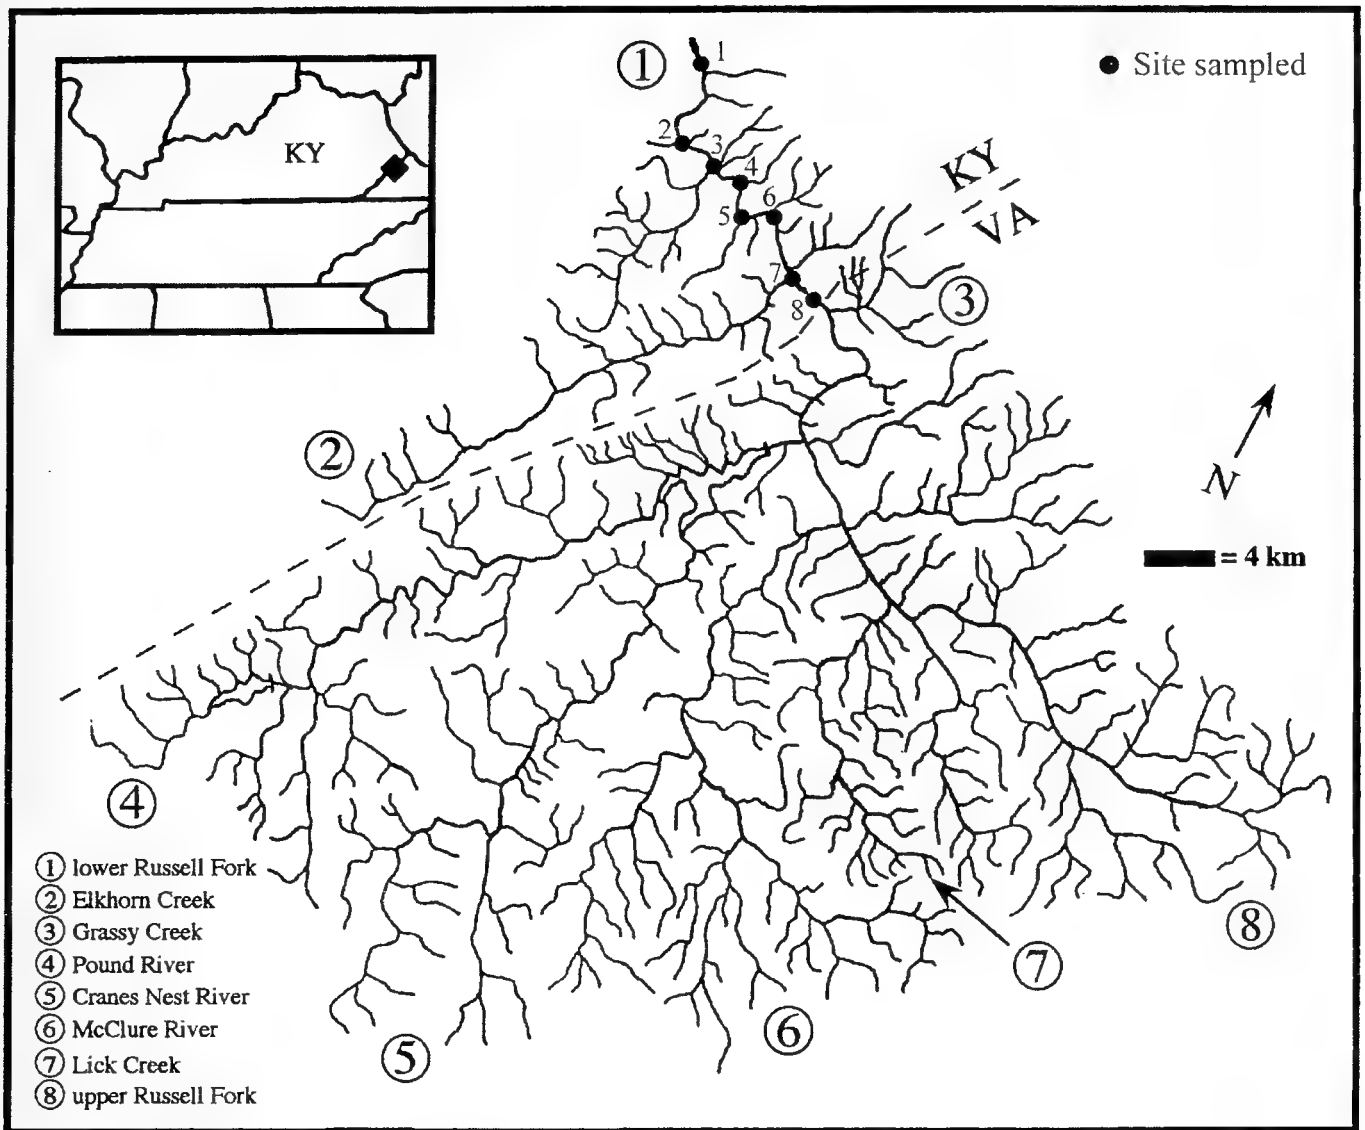 ① 1
● Site sampled
KY
2
3
4
5
6
KY
VA
7
8
③
②
N
= 4 km
④
① lower Russell Fork
② Elkhorn Creek
③ Grassy Creek
④ Pound River
⑤ Cranes Nest River
⑥ McClure River
⑦ Lick Creek
⑧ upper Russell Fork
⑧
⑦
⑥
⑤